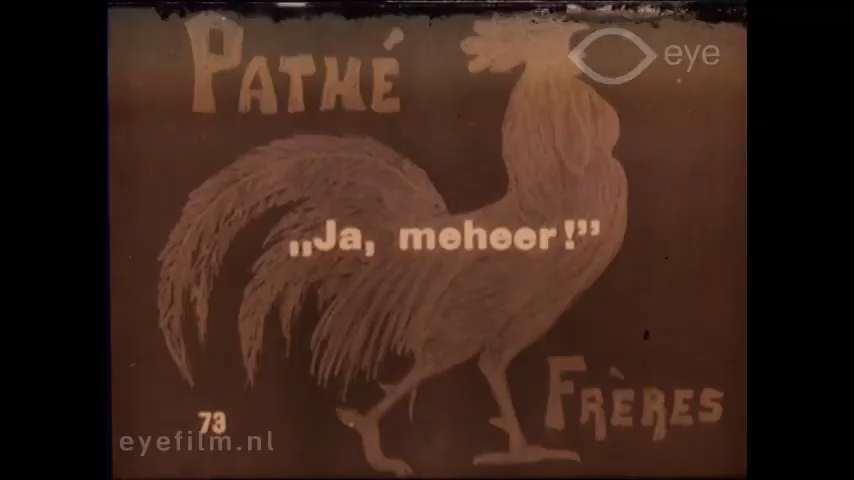 PATHÉ
eye
„Ja, meheer!”
FRÈRES
73
eyefilm.nl